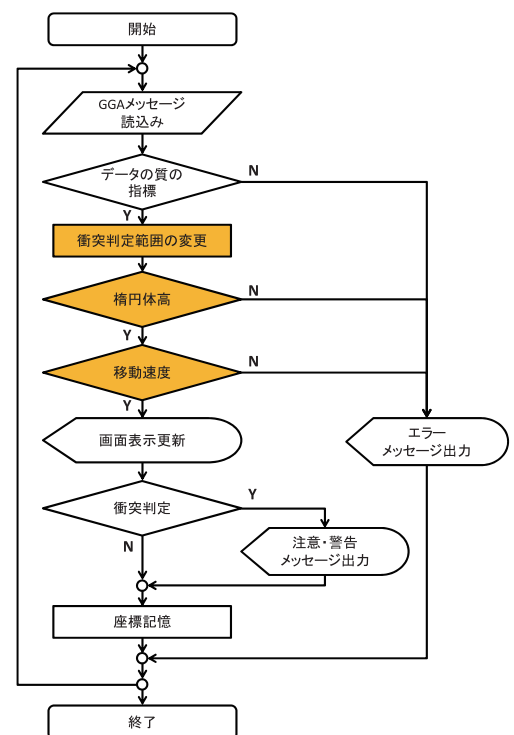 開始
GGAメッセージ
読込み
データの質の
指標
N
Y
衝突判定範囲の変更
楕円体高
N
Y
移動速度
N
Y
画面表示更新
エラー
メッセージ出力
衝突判定
Y
N
注意・警告
メッセージ出力
座標記憶
終了